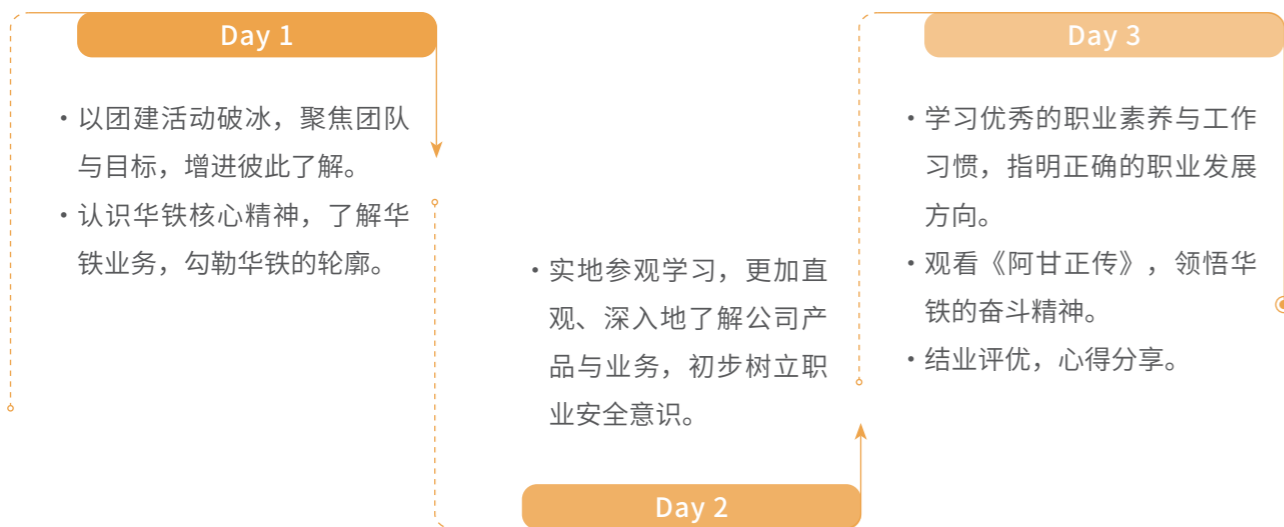 Day 1
・以团建活动破冰，聚焦团队
与目标，增进彼此了解。
・认识华铁核心精神，了解华
铁业务，勾勒华铁的轮廓。
・实地参观学习，更加直
观、深入地了解公司产
品与业务，初步树立职
业安全意识。
Day 2
Day 3
・学习优秀的职业素养与工作
习惯，指明正确的职业发展
方向。
・观看《阿甘正传》，领悟华
铁的奋斗精神。
・结业评优，心得分享。